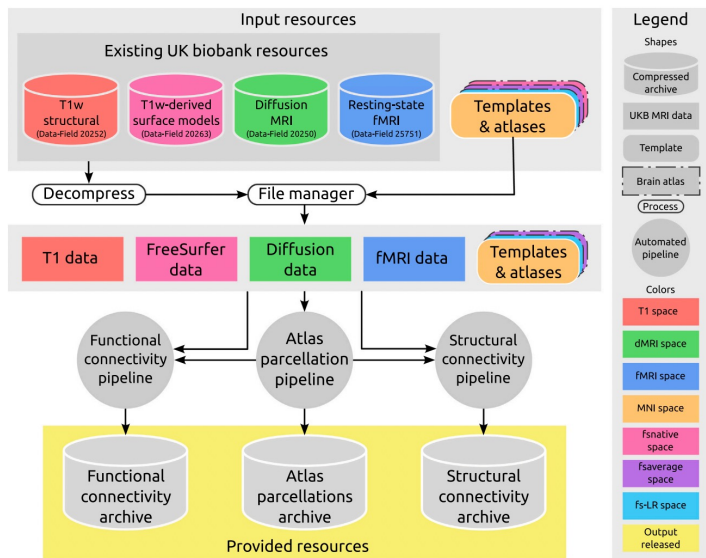 Input resources
Existing UK biobank resources
T1w
structural
(Data-Field 20252)
T1w-derived
surface models
(Data-Field 20263)
Diffusion
MRI
(Data-Field 20250)
Resting-state
fMRI
(Data-Field 25751)
Templates
& atlases
Decompress
File manager
T1 data
FreeSurfer
data
Diffusion
data
fMRI data
Templates
& atlases
Functional
connectivity
pipeline
Atlas
parcellation
pipeline
Structural
connectivity
pipeline
Functional
connectivity
archive
Atlas
parcellations
archive
Structural
connectivity
archive
Provided resources
Legend
Shapes
Compressed
archive
UKB MRI data
Template
Brain atlas
Process
Automated
pipeline
Colors
T1 space
dMRI space
fMRI space
MNI space
fsnative
space
fsaverage
space
fs-LR space
Output
released